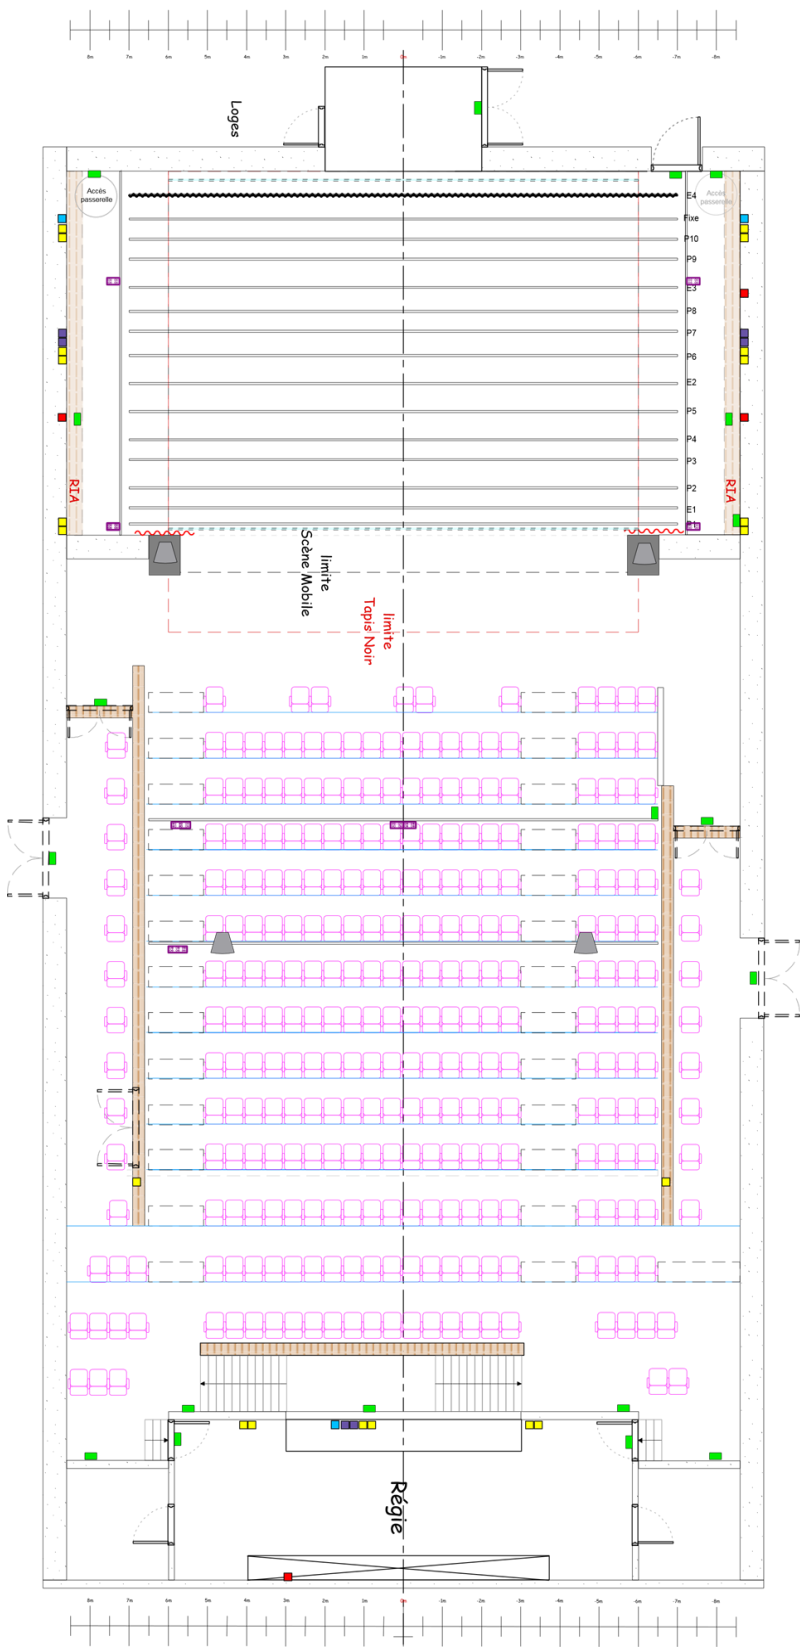 8m 7m 6m 5m 4m 3m 2m 1m 0m -1m -2m -3m -4m -5m -6m -7m -8m
Loges
Accès
passerelle
Accès
passerelle
E4
Fixe
P10
P9
E3
P8
P7
P6
E2
P5
P4
P3
P2
E1
P1
RIA
RIA
limite
Scène Mobile
limite
Tapis Noir
Régie
8m 7m 6m 5m 4m 3m 2m 1m 0m -1m -2m -3m -4m -5m -6m -7m -8m